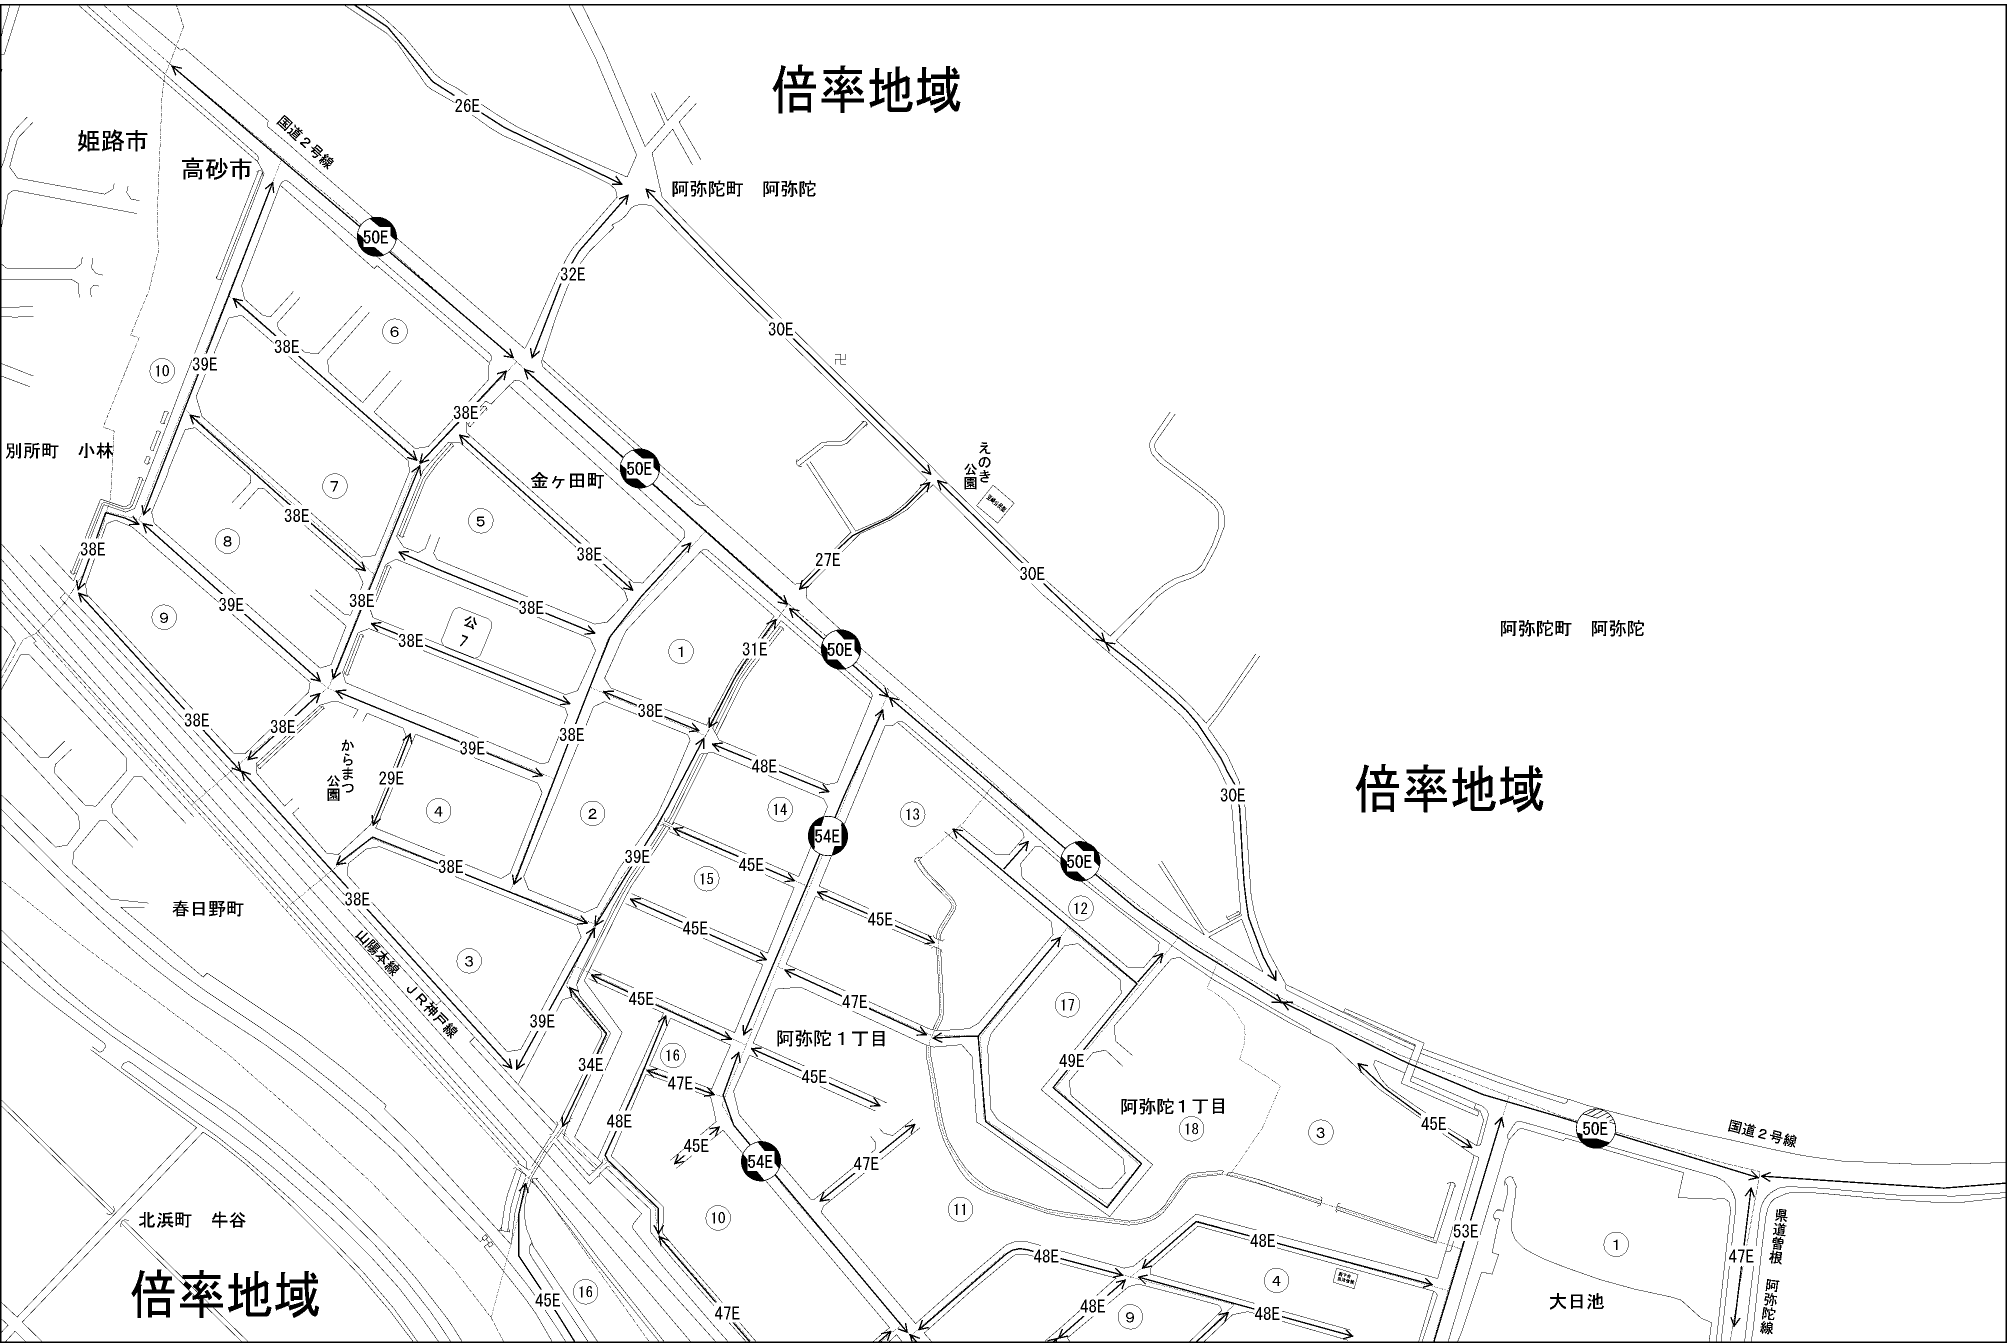 倍率地域
26E
姫路市
高砂市
国道2号線
阿弥陀町 阿弥陀
50E
32E
30E
38E
6
39E
10
38E
別所町 小林
金ヶ田町
50E
えのき
公園
7
5
38E
8
38E
38E
27E
30E
38E
39E
38E
38E
9
公
7
38E
1
31E
50E
阿弥陀町 阿弥陀
38E
38E
38E
38E
39E
48E
からまつ
公園
29E
4
2
14
13
30E
倍率地域
54E
39E
45E
50E
38E
15
38E
12
春日野町
45E
45E
3
山陽本線 JR神戸線
45E
47E
17
39E
阿弥陀1丁目
34E
16
47E
45E
49E
48E
阿弥陀1丁目
18
3
45E
50E
国道2号線
45E
54E
47E
北浜町 牛谷
10
11
53E
県道曽根 阿弥陀線
48E
48E
1
47E
倍率地域
16
45E
47E
4
48E
9
48E
大日池